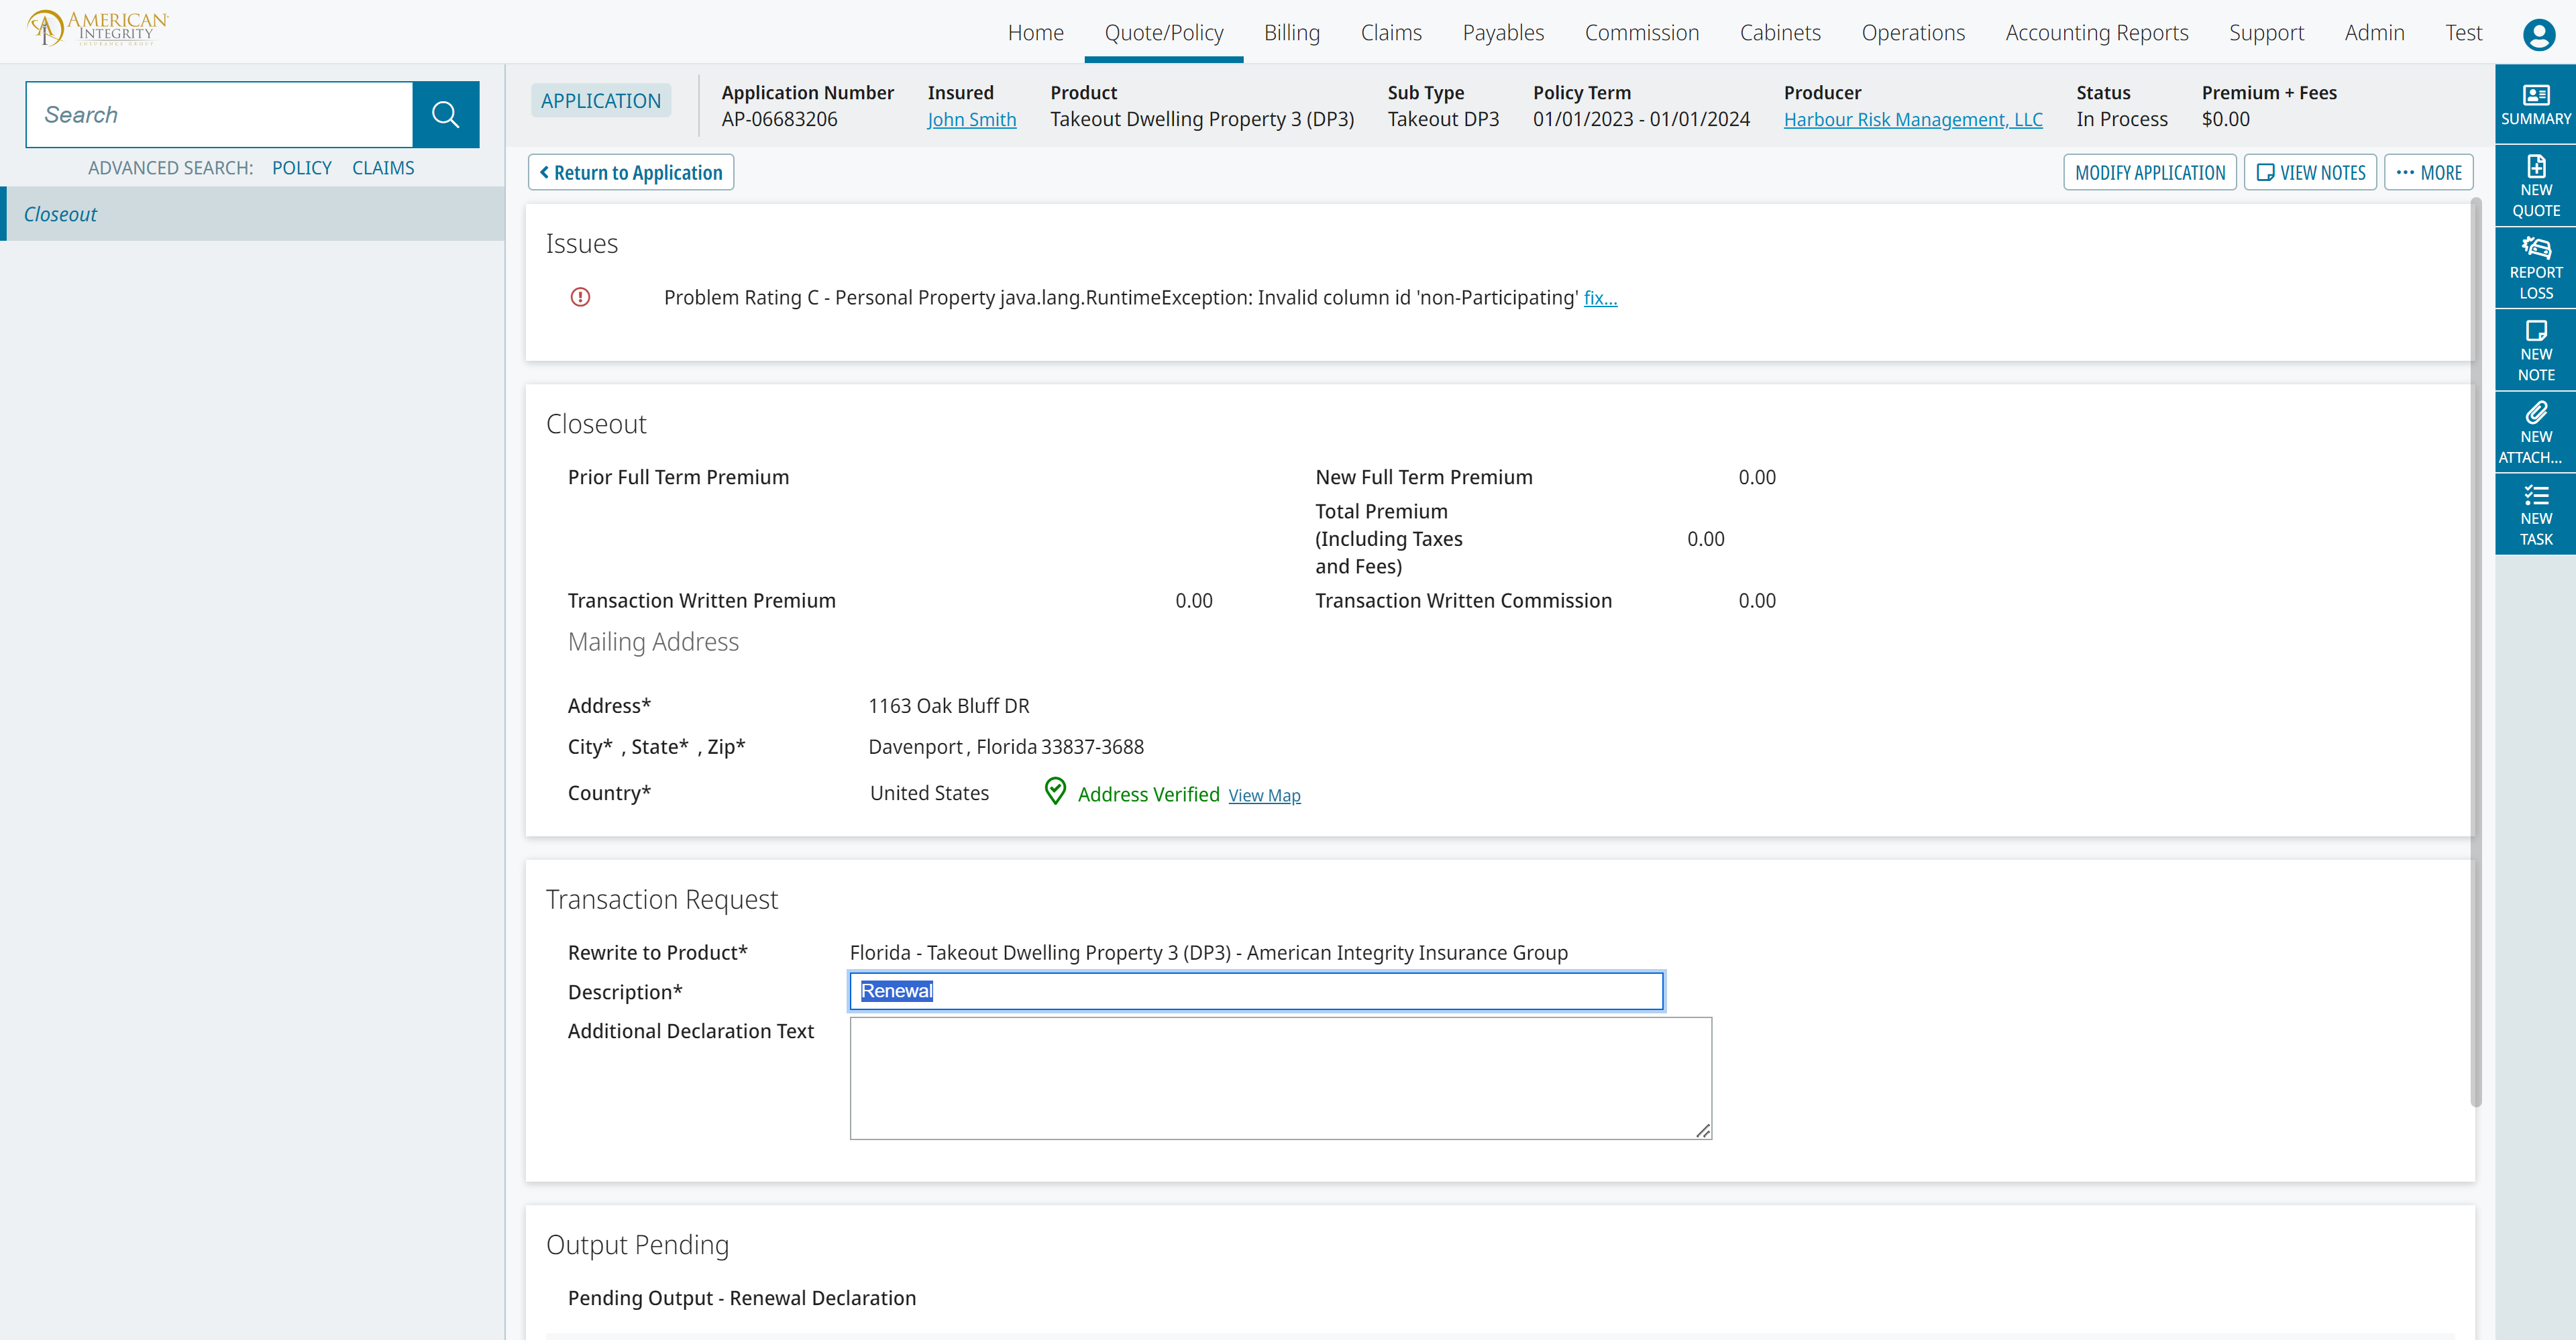 AMERICAN
INTEGRITY
INSURANCE GROUP
Home Quote/Policy Billing Claims Payables Commission Cabinets Operations Accounting Reports Support Admin Test
Search
ADVANCED SEARCH: POLICY CLAIMS
Closeout
APPLICATION
Application Number Insured Product Sub Type Policy Term Producer Status Premium + Fees
AP-06683206 John Smith Takeout Dwelling Property 3 (DP3) Takeout DP3 01/01/2023 - 01/01/2024 Harbour Risk Management, LLC In Process $0.00
Return to Application MODIFY APPLICATION VIEW NOTES ··· MORE
Issues
Problem Rating C - Personal Property java.lang.RuntimeException: Invalid column id 'non-Participating' fix...
Closeout
Prior Full Term Premium New Full Term Premium 0.00
Total Premium
(Including Taxes 0.00
and Fees)
Transaction Written Premium 0.00 Transaction Written Commission 0.00
Mailing Address
Address* 1163 Oak Bluff DR
City* , State* , Zip* Davenport , Florida 33837-3688
Country* United States Address Verified View Map
Transaction Request
Rewrite to Product* Florida - Takeout Dwelling Property 3 (DP3) - American Integrity Insurance Group
Description* Renewal
Additional Declaration Text
Output Pending
Pending Output - Renewal Declaration
SUMMARY
NEW
QUOTE
REPORT
LOSS
NEW
NOTE
NEW
ATTACH...
NEW
TASK